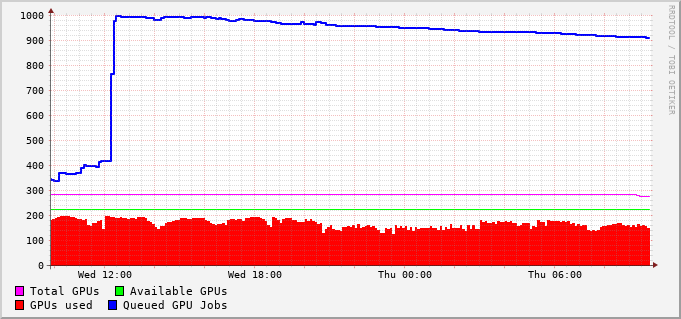 1000
900
800
700
600
500
400
300
200
100
0
Wed 12:00 Wed 18:00 Thu 00:00 Thu 06:00
Total GPUs Available GPUs
GPUs used Queued GPU Jobs
RRDTOOL / TOBI OETIKER